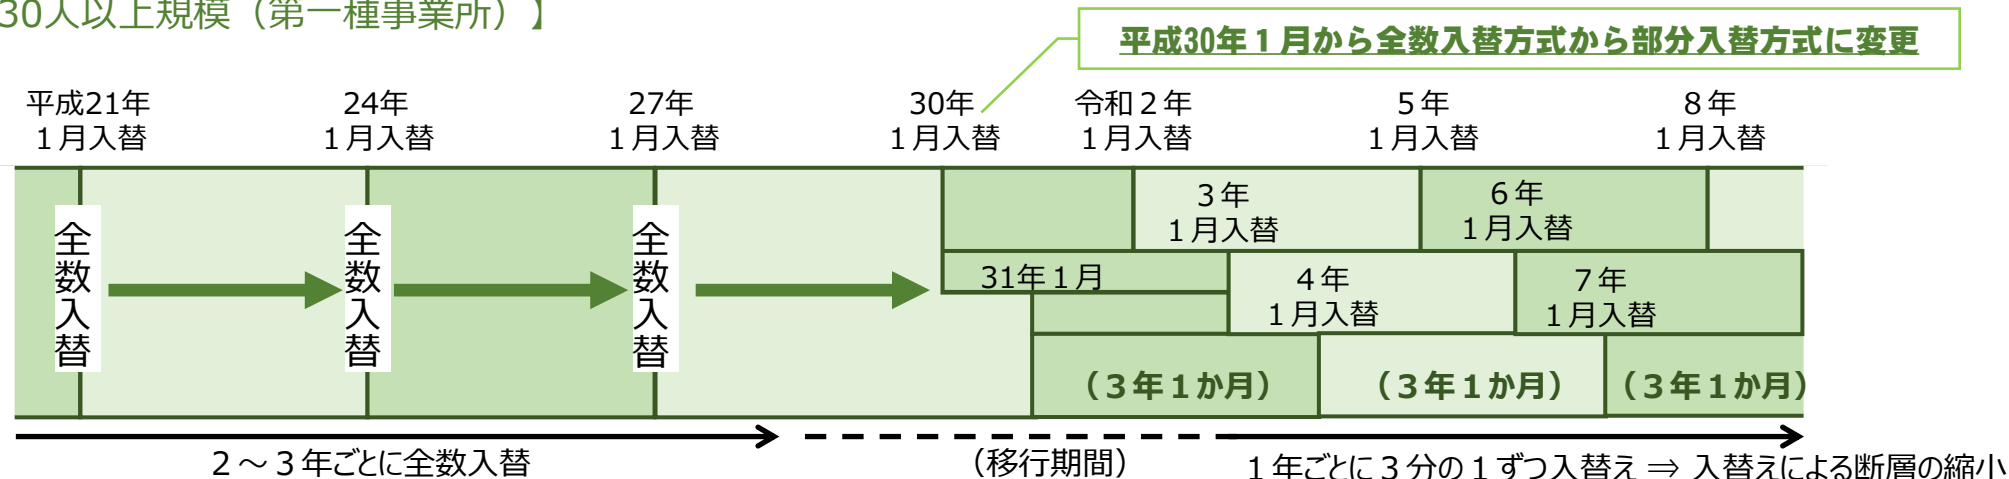 30人以上規模（第一種事業所）】
平成30年１月から全数入替方式から部分入替方式に変更
平成21年
１月入替
24年
１月入替
27年
１月入替
30年
１月入替
令和２年
１月入替
５年
１月入替
８年
１月入替
全数入替
全数入替
全数入替
３年
１月入替
６年
１月入替
31年１月
４年
１月入替
７年
１月入替
（３年１か月）
（３年１か月）
（３年１か月）
２～３年ごとに全数入替
（移行期間）
１年ごとに３分の１ずつ入替え ⇒ 入替えによる断層の縮小